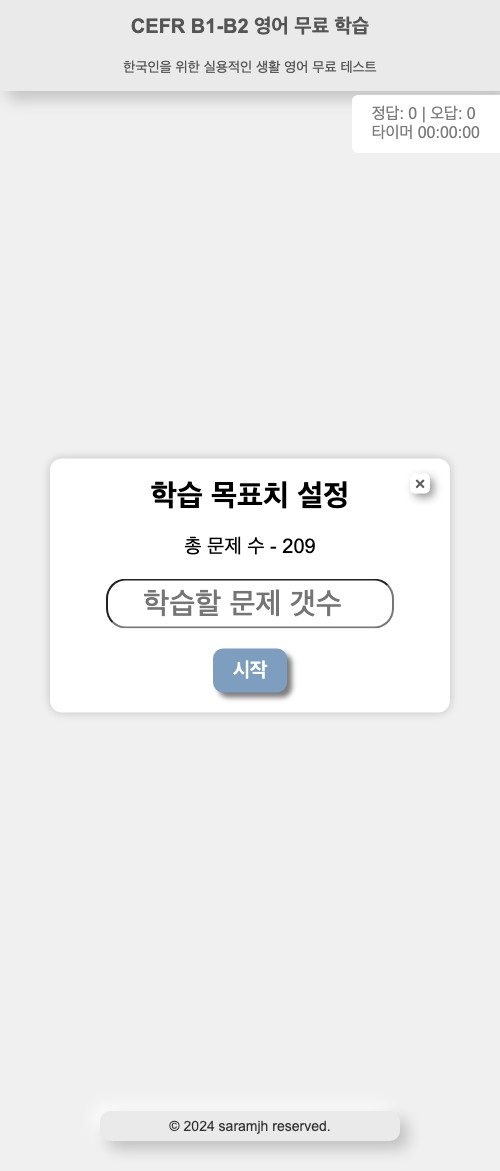 CEFR B1-B2 영어 무료 학습
한국인을 위한 실용적인 생활 영어 무료 테스트
정답: 0 | 오답: 0
타이머 00:00:00
×
학습 목표치 설정
총 문제 수 - 209
학습할 문제 갯수
시작
© 2024 saramjh reserved.